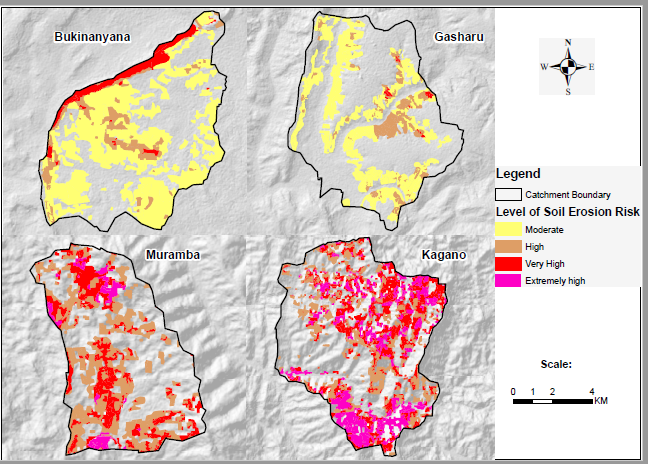 Bukinanyana
Gasharu
N
W E
S
Legend
Catchment Boundary
Level of Soil Erosion Risk
Moderate
High
Very High
Extremely high
Muramba
Kagano
Scale:
0 1 2 4
KM